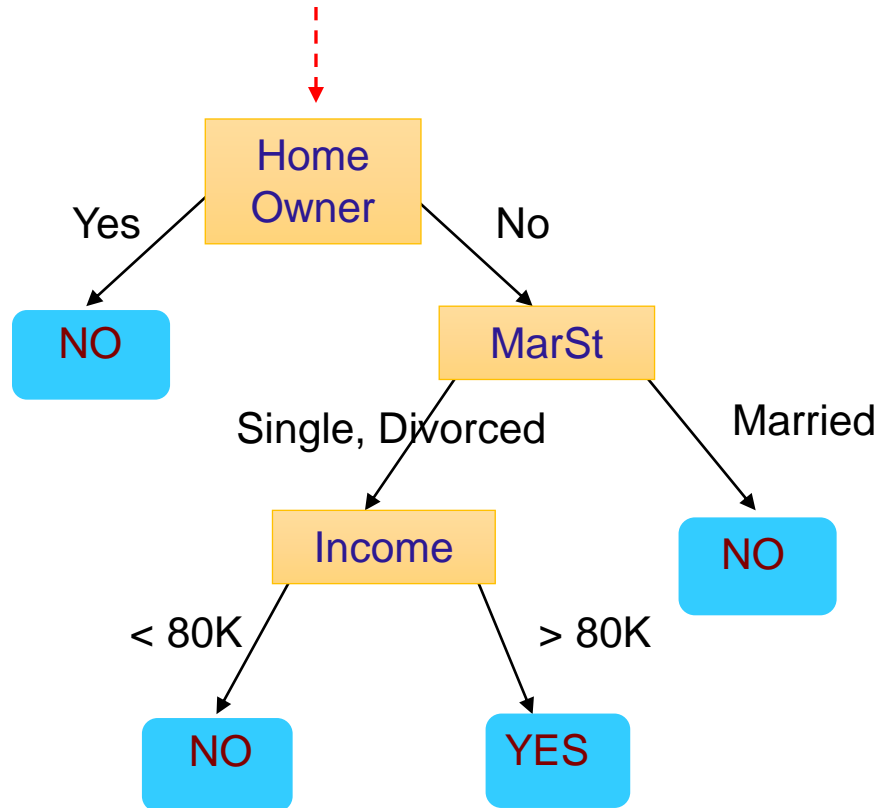 Home
Owner
Yes
No
NO
MarSt
Single, Divorced
Married
Income
NO
< 80K
> 80K
NO
YES